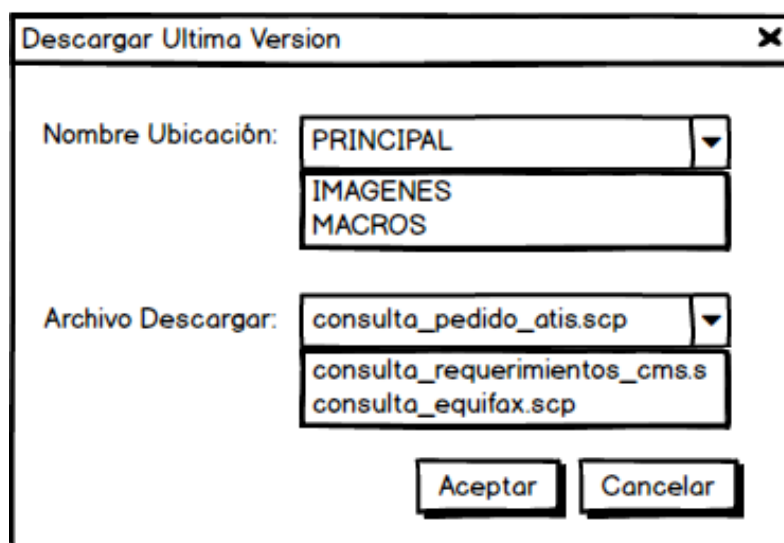 Descargar Ultima Version
Nombre Ubicación: PRINCIPAL
IMAGENES
MACROS
Archivo Descargar: consulta_pedido_atis.scp
consulta_requerimientos_cms.s
consulta_equifax.scp
Aceptar Cancelar